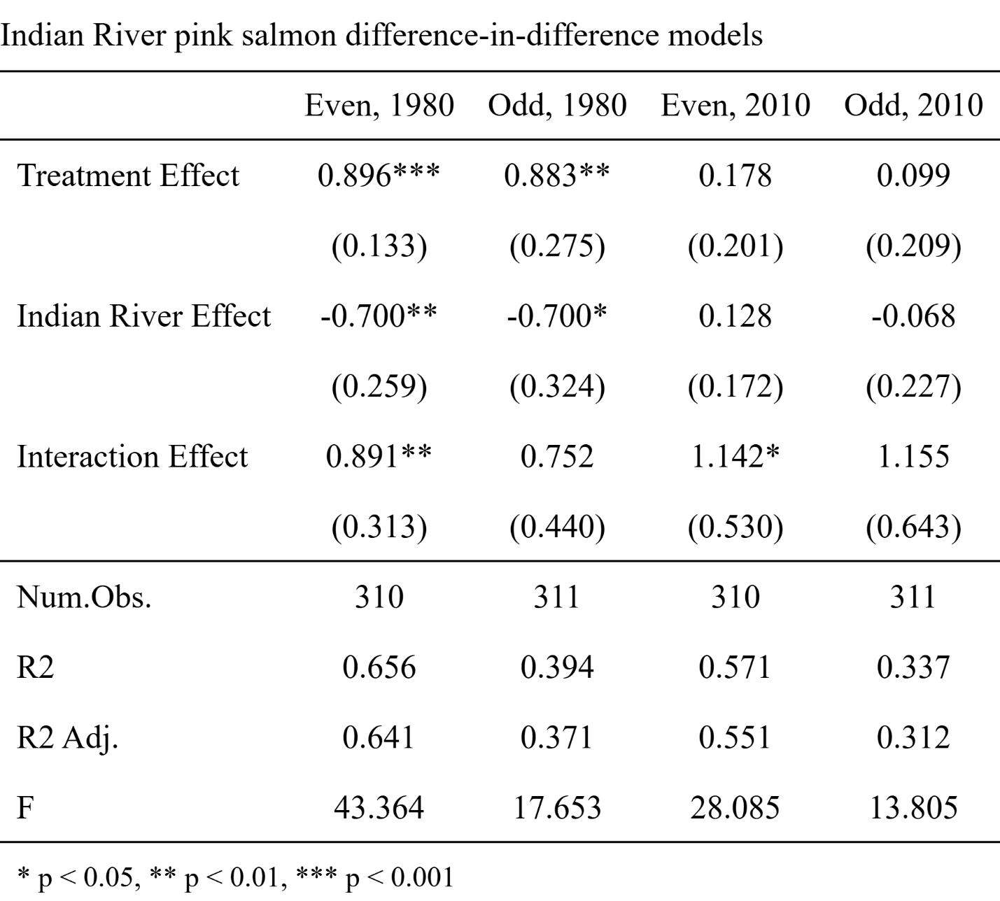 Indian River pink salmon difference-in-difference models
Even, 1980 Odd, 1980 Even, 2010 Odd, 2010
Treatment Effect 0.896*** 0.883** 0.178 0.099
(0.133) (0.275) (0.201) (0.209)
Indian River Effect -0.700** -0.700* 0.128 -0.068
(0.259) (0.324) (0.172) (0.227)
Interaction Effect 0.891** 0.752 1.142* 1.155
(0.313) (0.440) (0.530) (0.643)
Num.Obs. 310 311 310 311
R2 0.656 0.394 0.571 0.337
R2 Adj. 0.641 0.371 0.551 0.312
F 43.364 17.653 28.085 13.805
* p < 0.05, ** p < 0.01, *** p < 0.001